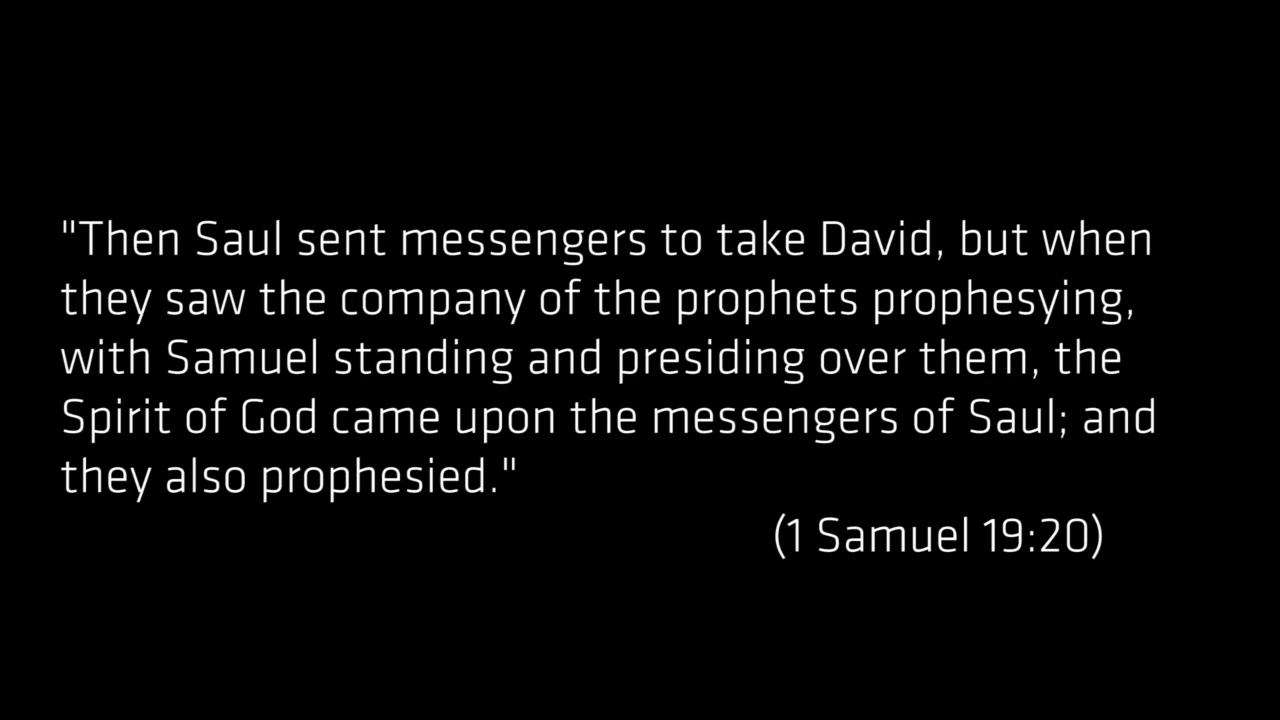 "Then Saul sent messengers to take David, but when
they saw the company of the prophets prophesying,
with Samuel standing and presiding over them, the
Spirit of God came upon the messengers of Saul; and
they also prophesied."
(1 Samuel 19:20)